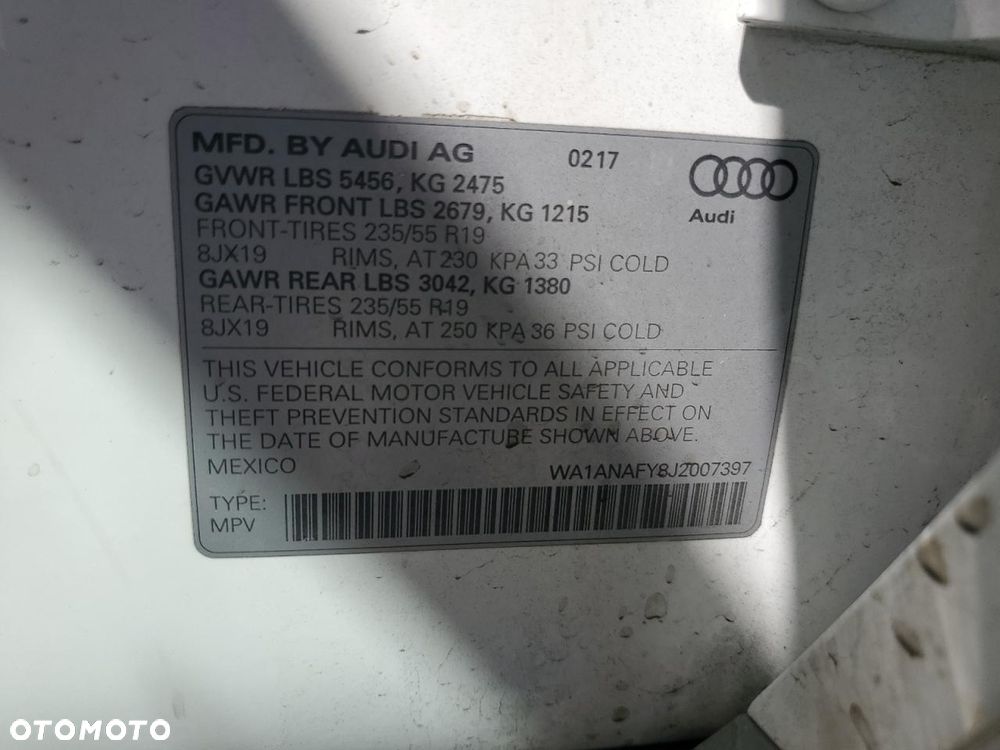 MFD. BY AUDI AG 0217
GVWR LBS 5456, KG 2475
GAWR FRONT LBS 2679, KG 1215
Audi
FRONT-TIRES 235/55 R19
8JX19 RIMS, AT 230 KPA 33 PSI COLD
GAWR REAR LBS 3042, KG 1380
REAR-TIRES 235/55 R19
8JX19 RIMS, AT 250 KPA 36 PSI COLD
THIS VEHICLE CONFORMS TO ALL APPLICABLE
U.S. FEDERAL MOTOR VEHICLE SAFETY AND
THEFT PREVENTION STANDARDS IN EFFECT ON
THE DATE OF MANUFACTURE SHOWN ABOVE.
MEXICO WA1ANAFY8J2007397
TYPE:
MPV
OTOMOTO